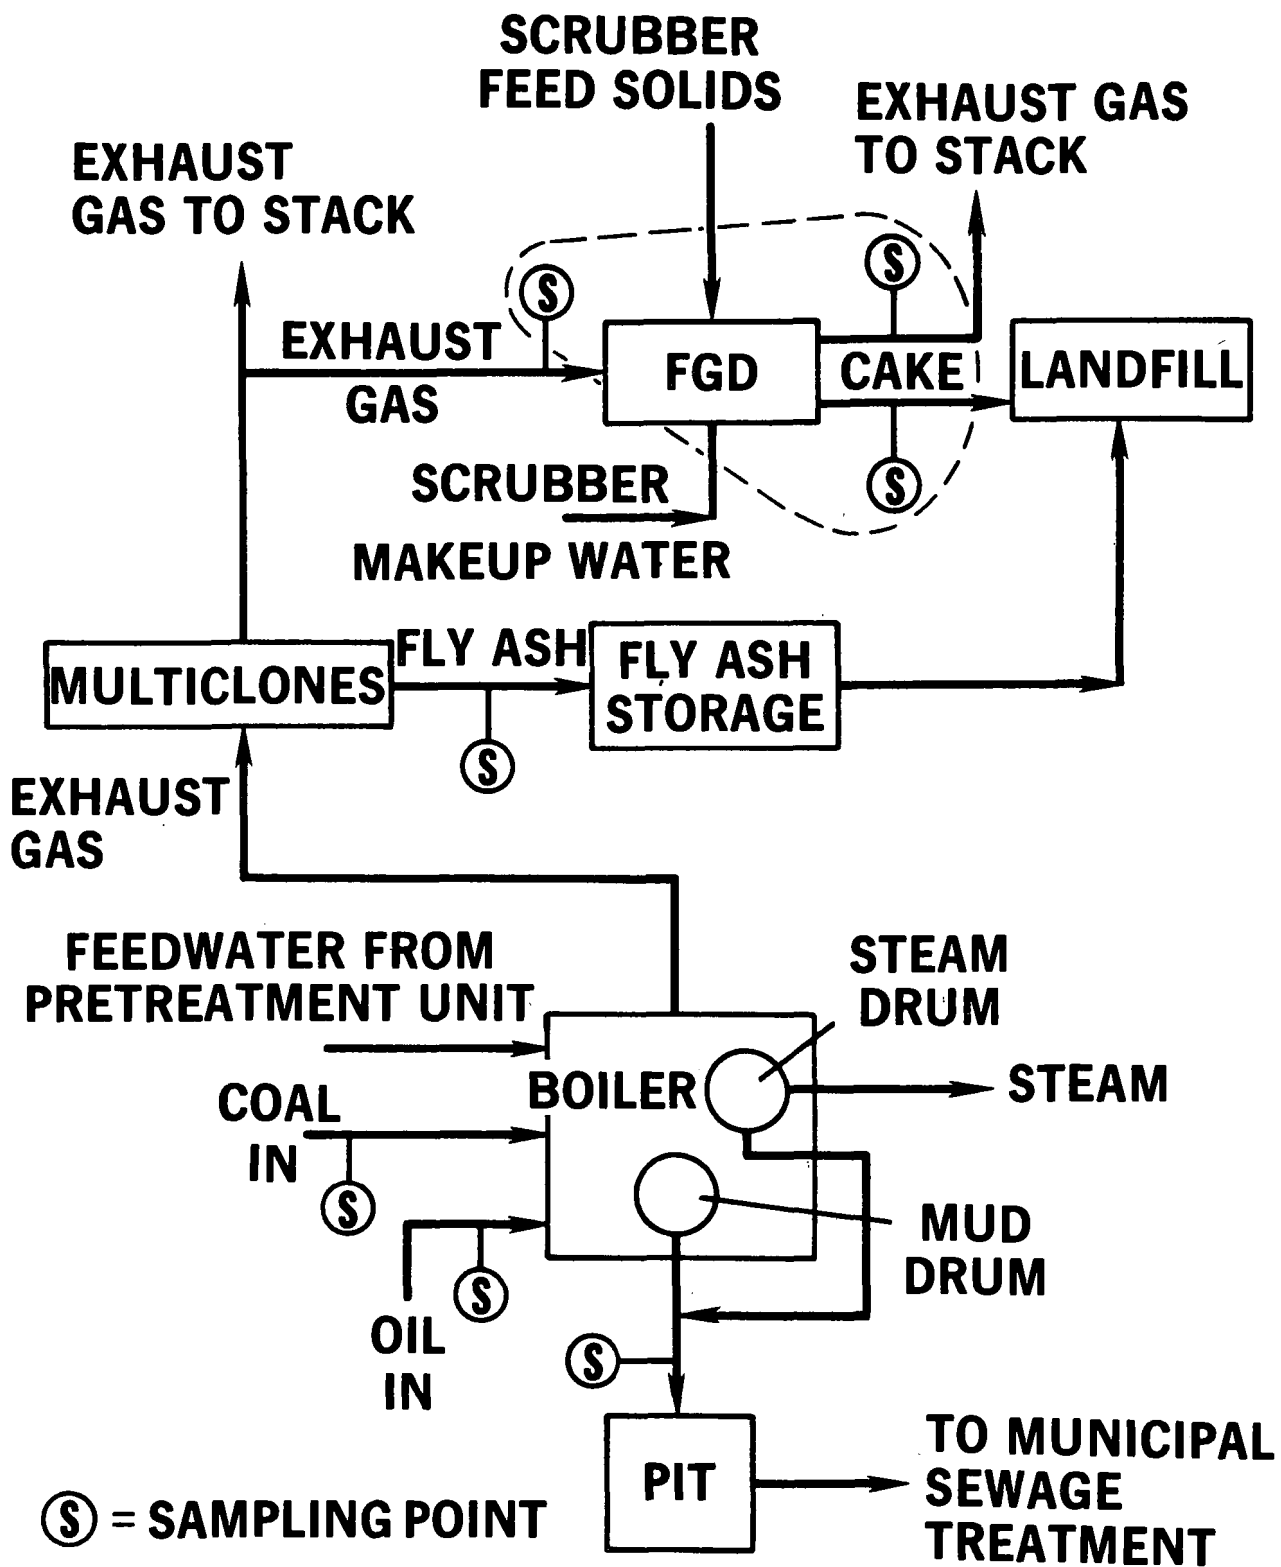 SCRUBBER
FEED SOLIDS
EXHAUST GAS
TO STACK
EXHAUST
GAS TO STACK
S
S
EXHAUST
GAS
FGD
CAKE
LANDFILL
S
SCRUBBER
MAKEUP WATER
MULTICLONES
FLY ASH
FLY ASH
STORAGE
S
EXHAUST
GAS
FEEDWATER FROM
PRETREATMENT UNIT
STEAM
DRUM
BOILER
STEAM
COAL
IN
S
MUD
DRUM
S
OIL
IN
S
PIT
TO MUNICIPAL
SEWAGE
TREATMENT
S = SAMPLING POINT